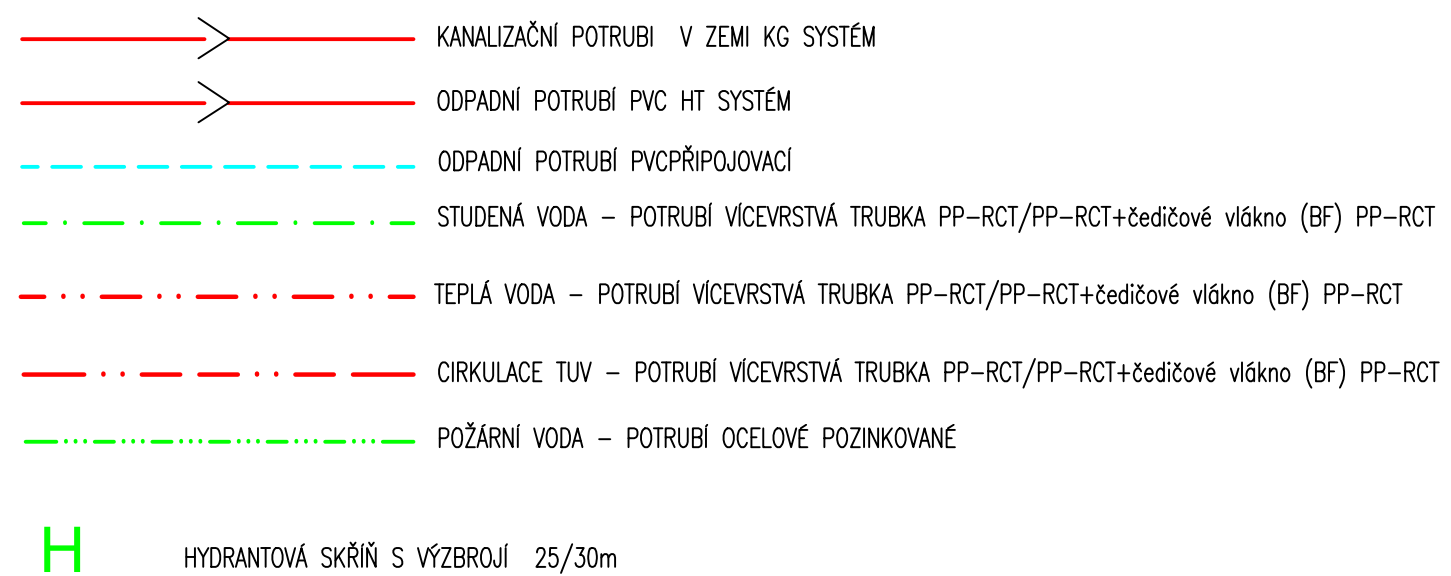 KANALIZAČNÍ POTRUBI V ZEMI KG SYSTÉM
ODPADNÍ POTRUBÍ PVC HT SYSTÉM
ODPADNÍ POTRUBÍ PVCPŘIPOJOVACÍ
STUDENÁ VODA – POTRUBÍ VÍCEVRSTVÁ TRUBKA PP–RCT/PP–RCT+čedičové vlákno (BF) PP–RCT
TEPLÁ VODA – POTRUBÍ VÍCEVRSTVÁ TRUBKA PP–RCT/PP–RCT+čedičové vlákno (BF) PP–RCT
CIRKULACE TUV – POTRUBÍ VÍCEVRSTVÁ TRUBKA PP–RCT/PP–RCT+čedičové vlákno (BF) PP–RCT
POŽÁRNÍ VODA – POTRUBÍ OCELOVÉ POZINKOVANÉ
H HYDRANTOVÁ SKŘÍŇ S VÝZBROJÍ 25/30m